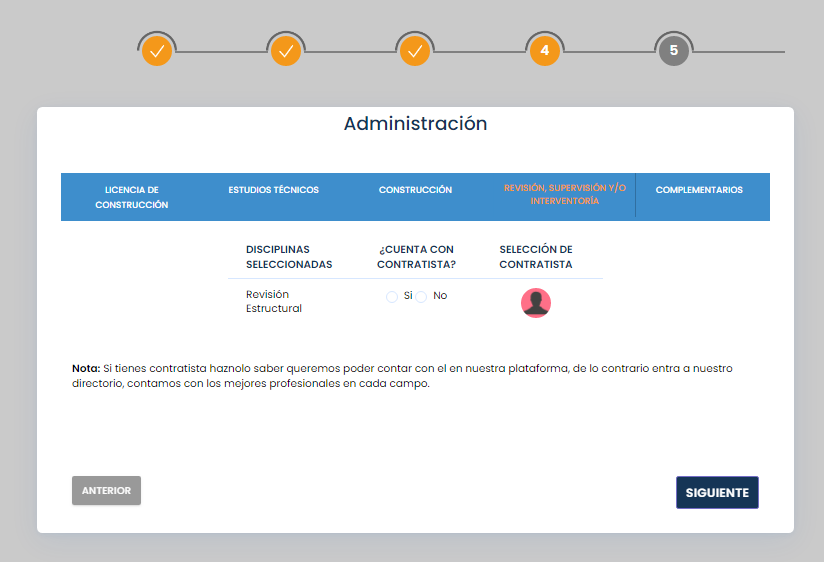 4
5
Administración
LICENCIA DE
CONSTRUCCIÓN
ESTUDIOS TÉCNICOS
CONSTRUCCIÓN
REVISIÓN, SUPERVISIÓN Y/O
INTERVENTORÍA
COMPLEMENTARIOS
DISCIPLINAS
SELECCIONADAS
¿CUENTA CON
CONTRATISTA?
SELECCIÓN DE
CONTRATISTA
Revisión
Estructural
Si No
Nota: Si tienes contratista haznolo saber queremos poder contar con el en nuestra plataforma, de lo contrario entra a nuestro
directorio, contamos con los mejores profesionales en cada campo.
ANTERIOR
SIGUIENTE